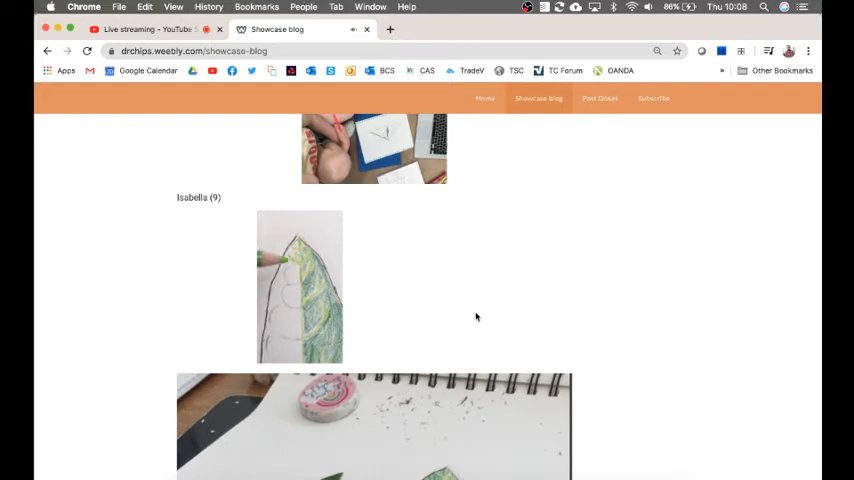 Chrome File Edit View History Bookmarks People Tab Window Help 86% Thu 10:08
Live streaming - YouTube S Showcase blog
drchips.weebly.com/showcase-blog
Apps Google Calendar BCS CAS TradeV TSC TC Forum OANDA » Other Bookmarks
Home Showcase blog Past Doses Subscribe
Isabella (9)